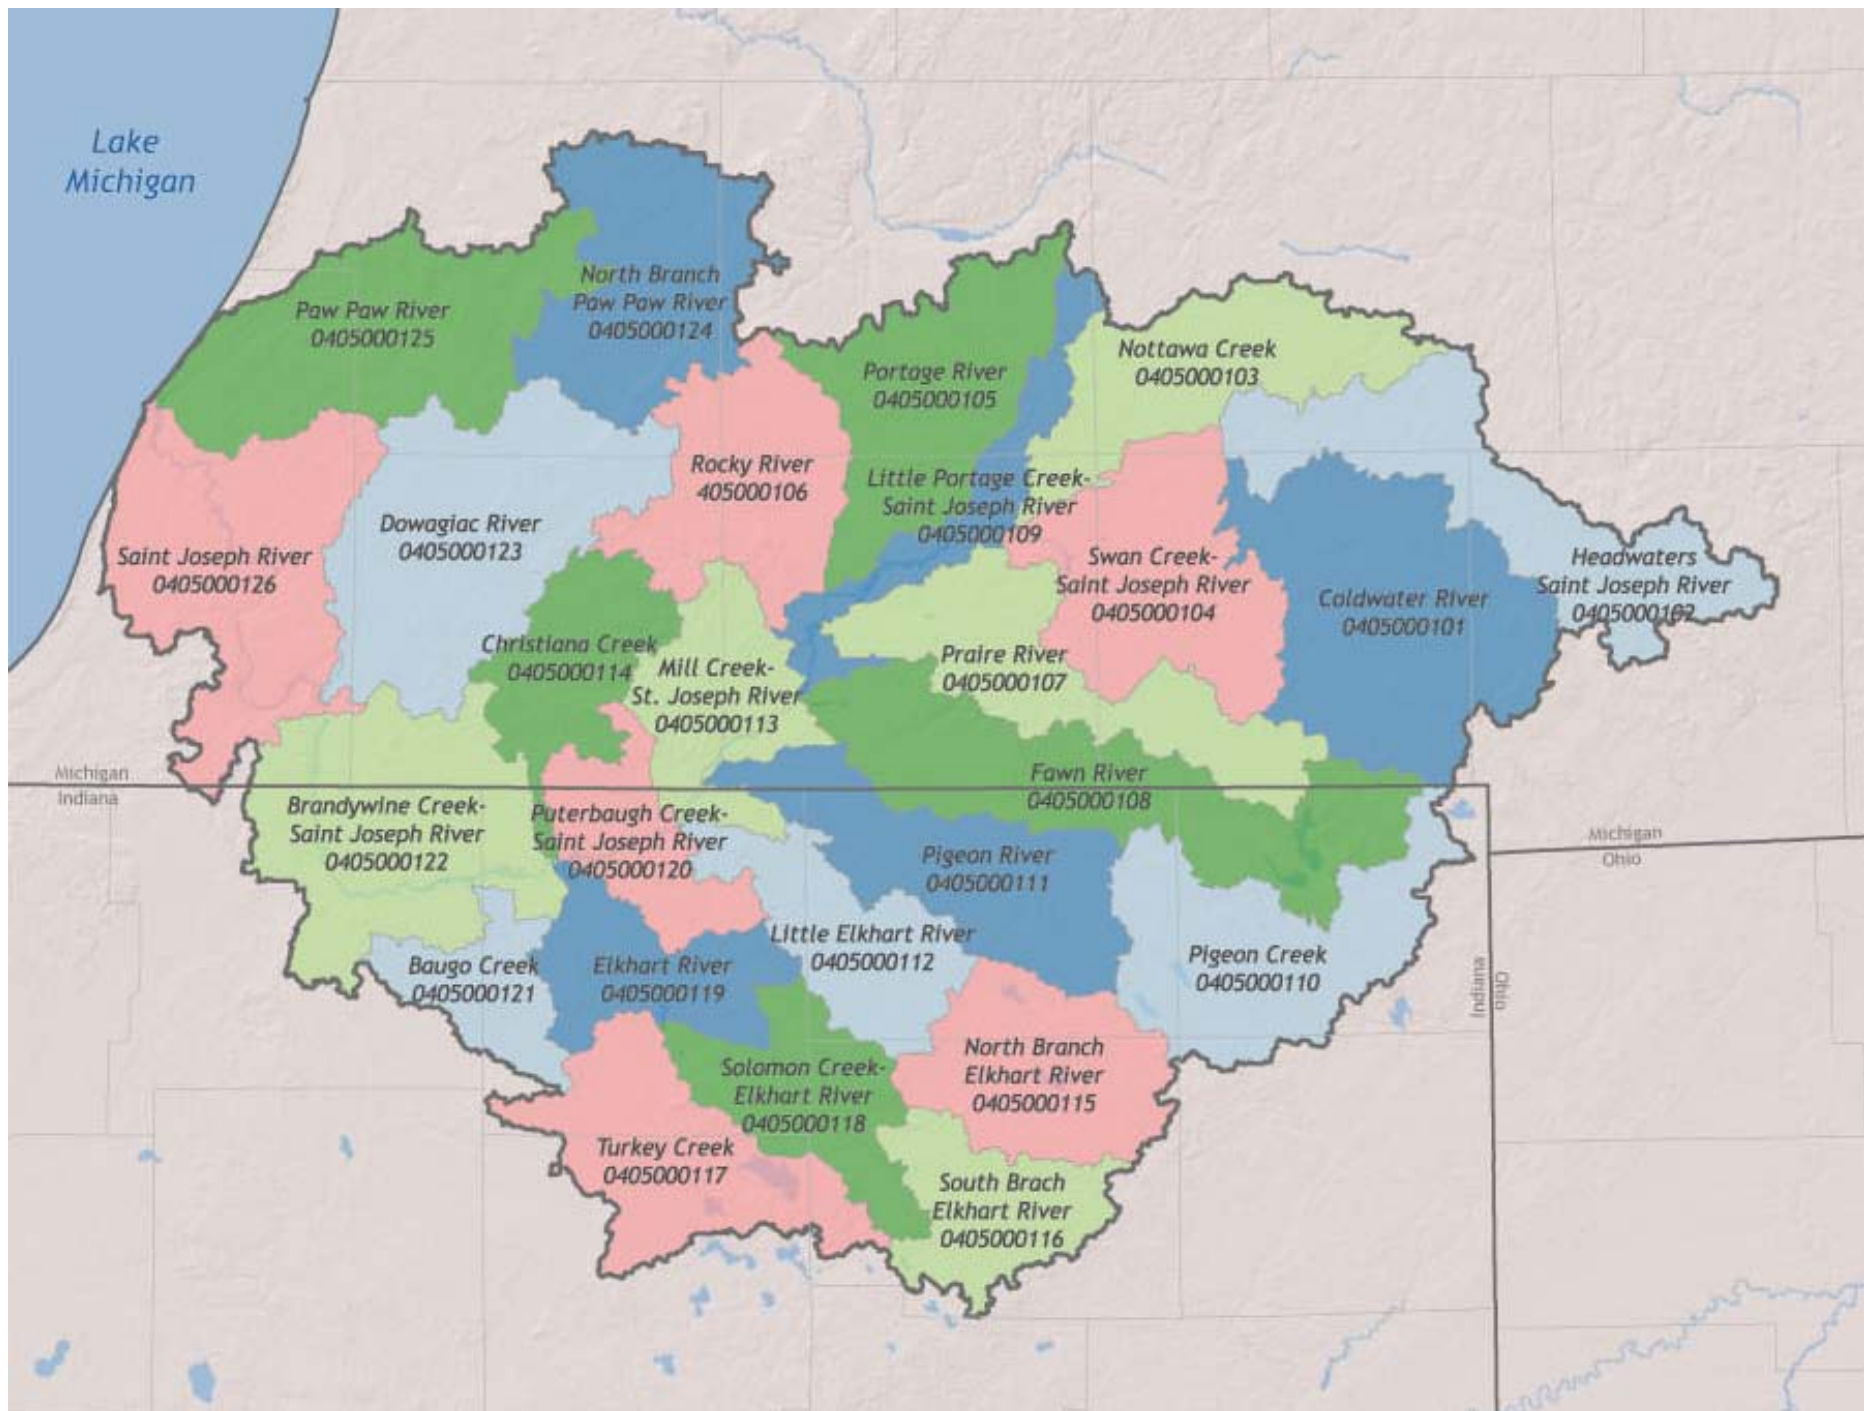 Lake
Michigan
North Branch
Paw Paw River
0405000124
Paw Paw River
0405000125
Nottawa Creek
0405000103
Portage River
0405000105
Rocky River
405000106
Little Portage Creek-
Saint Joseph River
0405000109
Dowagiac River
0405000123
Saint Joseph River
0405000126
Swan Creek-
Saint Joseph River
0405000104
Coldwater River
0405000101
Headwaters
Saint Joseph River
0405000102
Christiana Creek
0405000114
Mill Creek-
St. Joseph River
0405000113
Praire River
0405000107
Michigan
Indiana
Fawn River
0405000108
Brandywine Creek-
Saint Joseph River
0405000122
Puterbaugh Creek-
Saint Joseph River
0405000120
Michigan
Ohio
Pigeon River
0405000111
Little Elkhart River
0405000112
Pigeon Creek
0405000110
Indiana
Ohio
Baugo Creek
0405000121
Elkhart River
0405000119
North Branch
Elkhart River
0405000115
Solomon Creek-
Elkhart River
0405000118
Turkey Creek
0405000117
South Brach
Elkhart River
0405000116